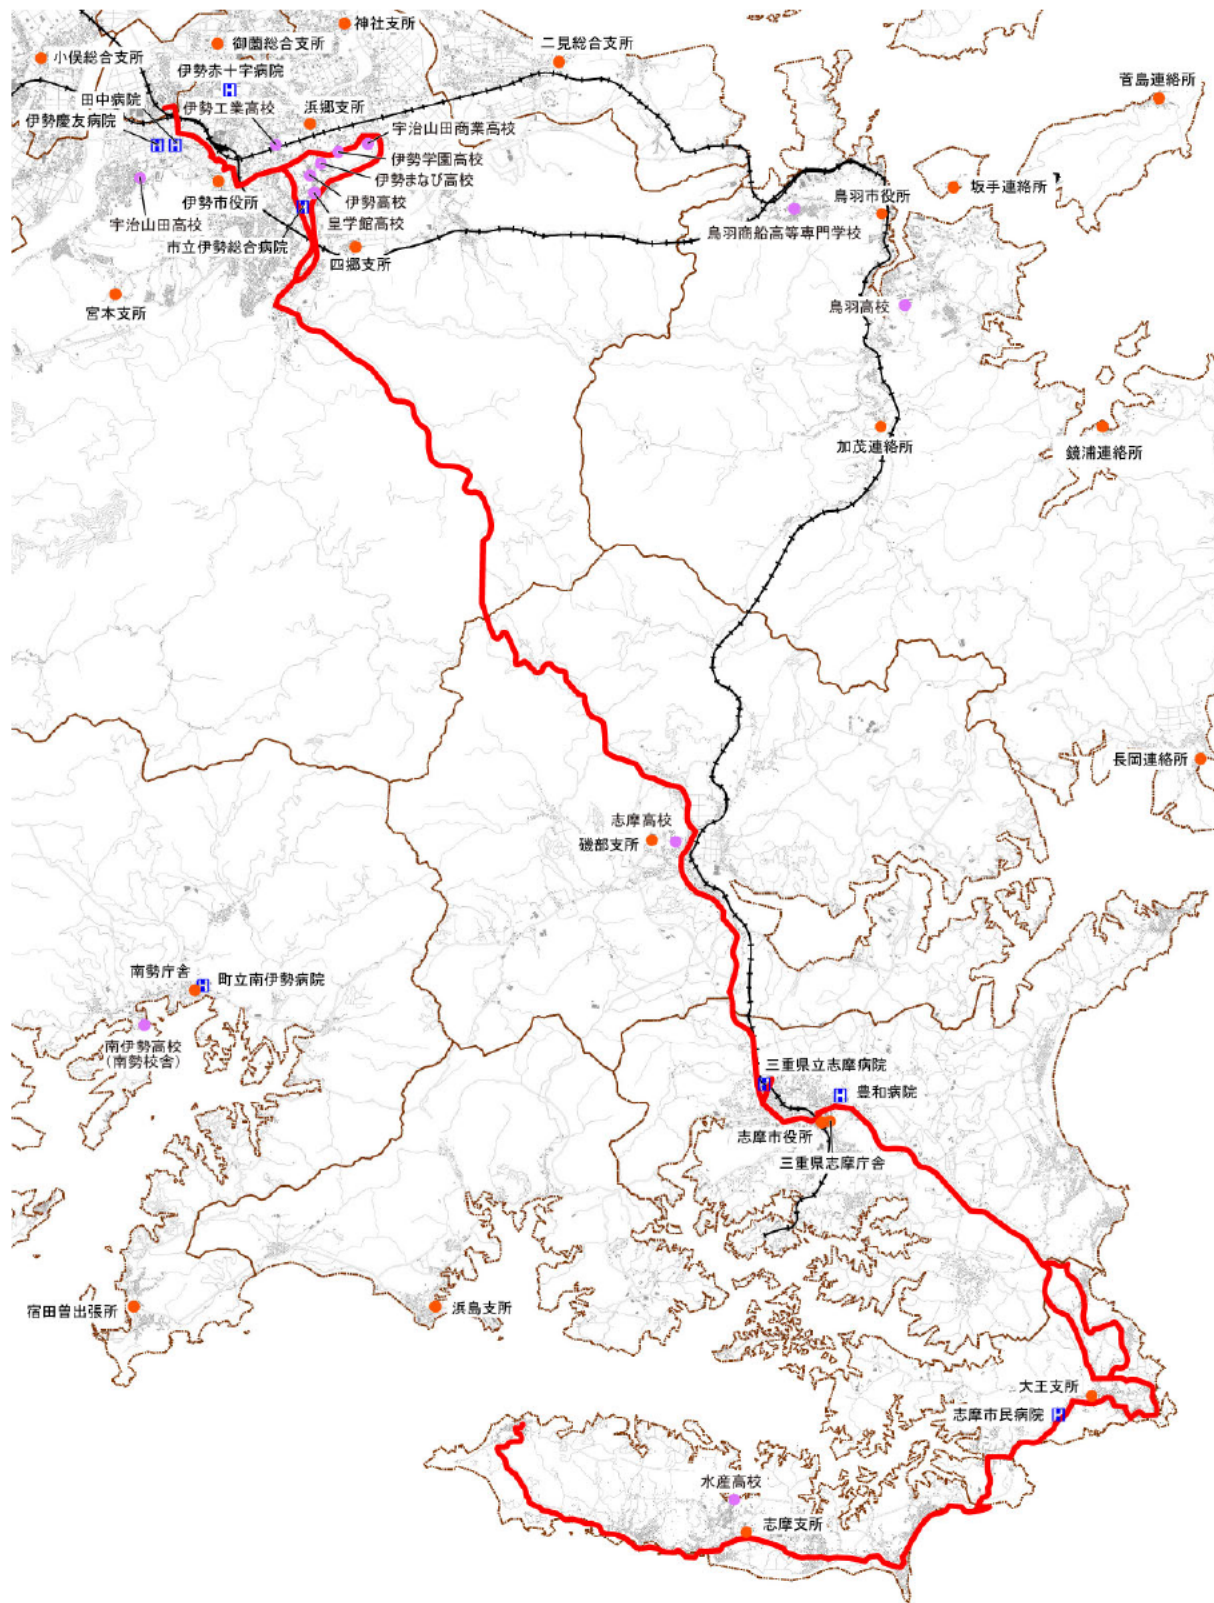 神社支所
御薗総合支所
二見総合支所
小俣総合支所
伊勢赤十字病院
菅島連絡所
田中病院
伊勢工業高校
浜郷支所
伊勢慶友病院
宇治山田商業高校
伊勢学園高校
伊勢まなび高校
坂手連絡所
伊勢市役所
伊勢高校
鳥羽市役所
宇治山田高校
皇学館高校
鳥羽商船高等専門学校
市立伊勢総合病院
四郷支所
宮本支所
鳥羽高校
加茂連絡所
鏡浦連絡所
長岡連絡所
志摩高校
磯部支所
南勢庁舎
町立南伊勢病院
南伊勢高校
(南勢校舎)
三重県立志摩病院
豊和病院
志摩市役所
三重県志摩庁舎
宿田曽出張所
浜島支所
大王支所
志摩市民病院
水産高校
志摩支所